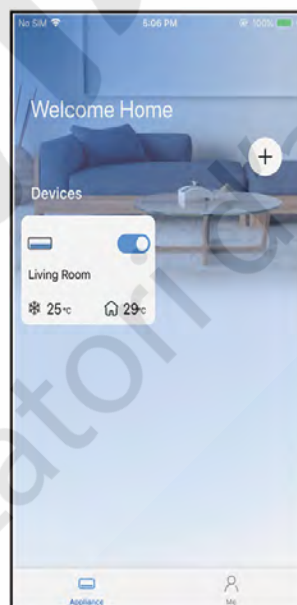 No SIM 5:06 PM 100%
Welcome Home
+
Devices
Living Room
25°C 29°C
Appliance Me